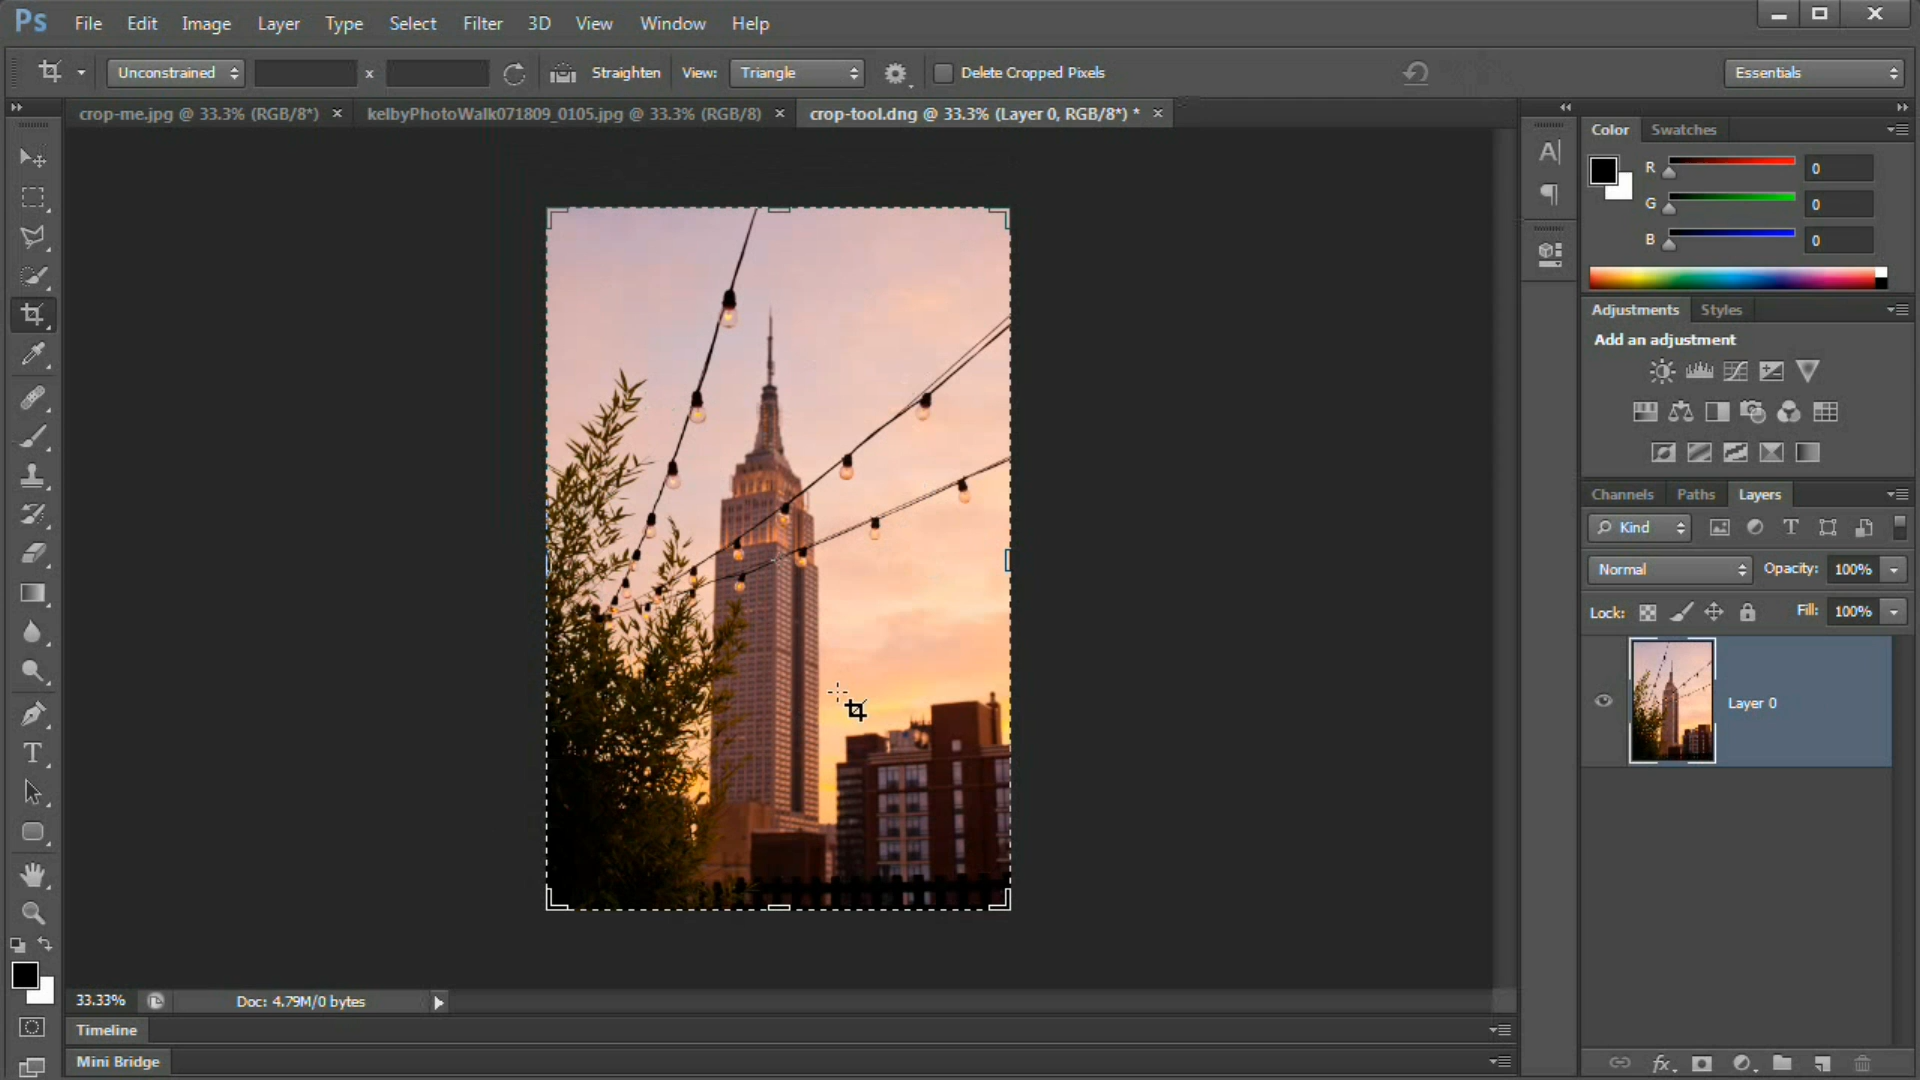 Ps File Edit Image Layer Type Select Filter 3D View Window Help
Unconstrained x Straighten View: Triangle Delete Cropped Pixels Essentials
crop-me.jpg @ 33.3% (RGB/8*) × kelbyPhotoWalk071809_0105.jpg @ 33.3% (RGB/8) × crop-tool.dng @ 33.3% (Layer 0, RGB/8*) * ×
Color Swatches
R 0
G 0
B 0
Adjustments Styles
Add an adjustment
Channels Paths Layers
Kind
Normal Opacity: 100%
Lock: Fill: 100%
Layer 0
33.33% Doc: 4.79M/0 bytes
Timeline
Mini Bridge
fx